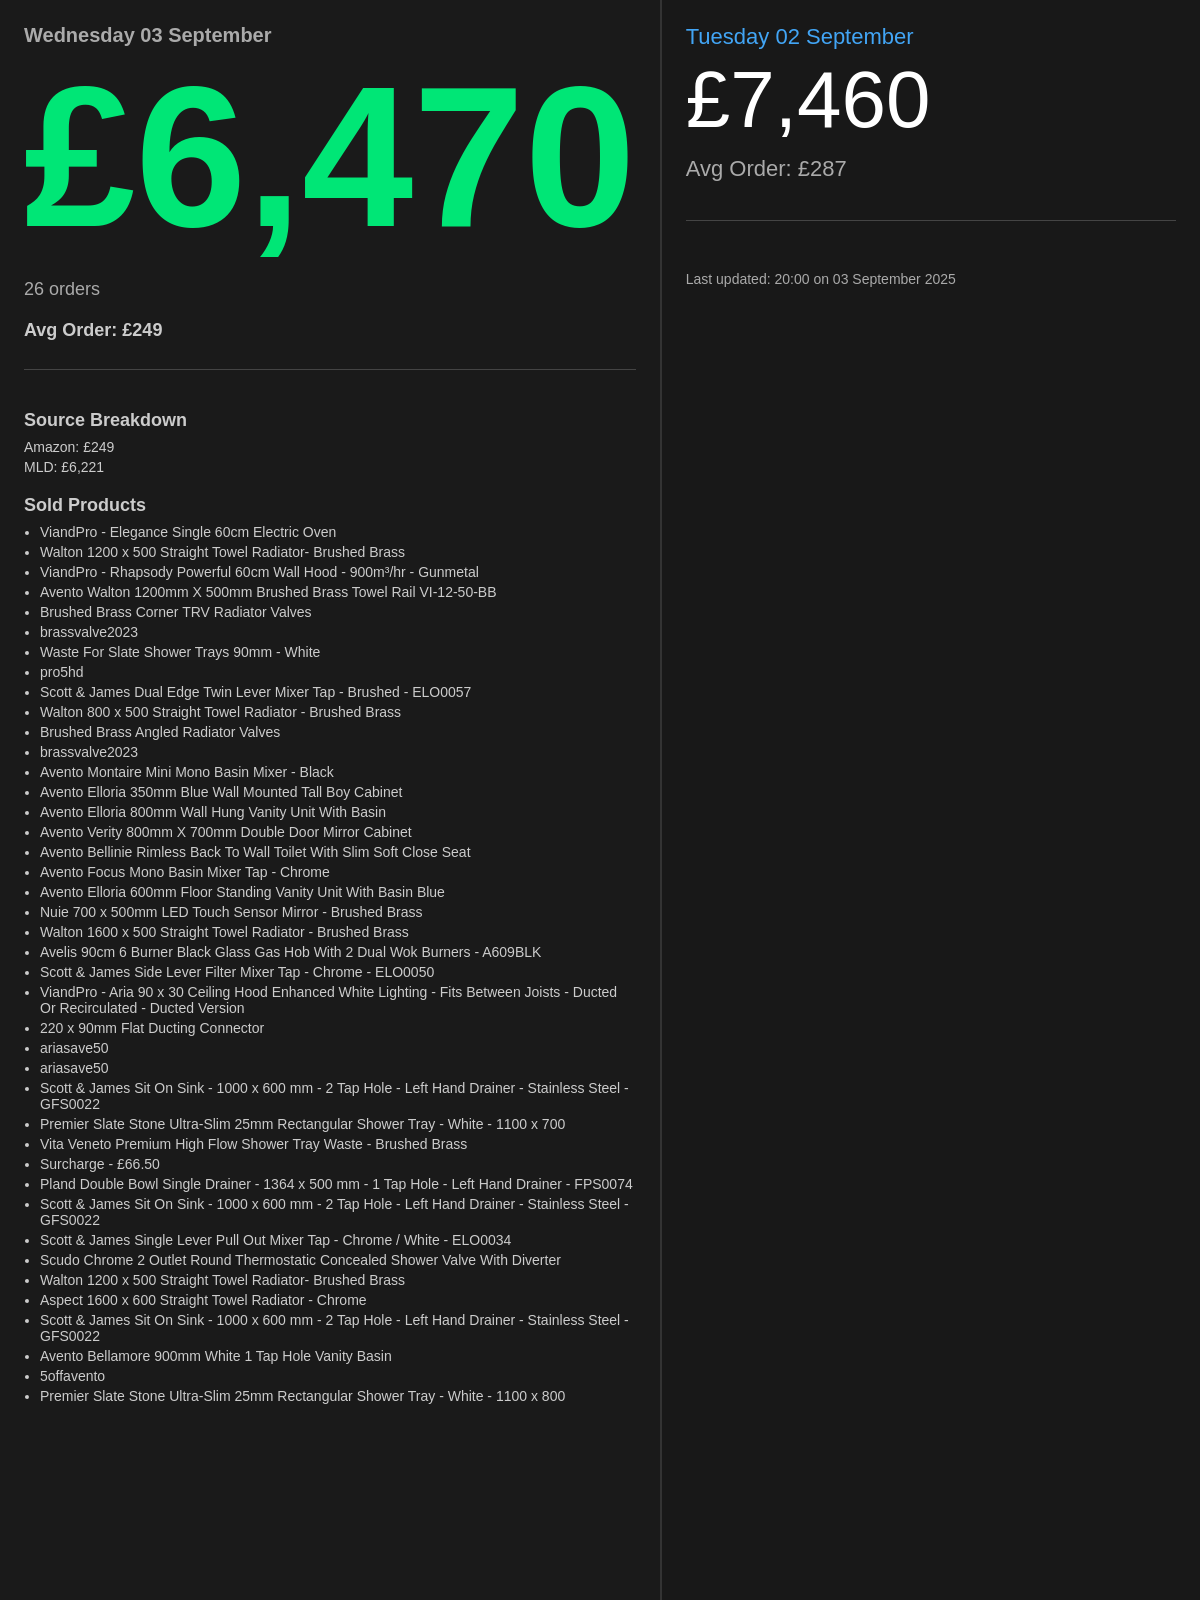 Wednesday 03 September
£6,470
26 orders
Avg Order: £249
Source Breakdown
Amazon: £249
MLD: £6,221
Sold Products
• ViandPro - Elegance Single 60cm Electric Oven
• Walton 1200 x 500 Straight Towel Radiator- Brushed Brass
• ViandPro - Rhapsody Powerful 60cm Wall Hood - 900m³/hr - Gunmetal
• Avento Walton 1200mm X 500mm Brushed Brass Towel Rail VI-12-50-BB
• Brushed Brass Corner TRV Radiator Valves
• brassvalve2023
• Waste For Slate Shower Trays 90mm - White
• pro5hd
• Scott & James Dual Edge Twin Lever Mixer Tap - Brushed - ELO0057
• Walton 800 x 500 Straight Towel Radiator - Brushed Brass
• Brushed Brass Angled Radiator Valves
• brassvalve2023
• Avento Montaire Mini Mono Basin Mixer - Black
• Avento Elloria 350mm Blue Wall Mounted Tall Boy Cabinet
• Avento Elloria 800mm Wall Hung Vanity Unit With Basin
• Avento Verity 800mm X 700mm Double Door Mirror Cabinet
• Avento Bellinie Rimless Back To Wall Toilet With Slim Soft Close Seat
• Avento Focus Mono Basin Mixer Tap - Chrome
• Avento Elloria 600mm Floor Standing Vanity Unit With Basin Blue
• Nuie 700 x 500mm LED Touch Sensor Mirror - Brushed Brass
• Walton 1600 x 500 Straight Towel Radiator - Brushed Brass
• Avelis 90cm 6 Burner Black Glass Gas Hob With 2 Dual Wok Burners - A609BLK
• Scott & James Side Lever Filter Mixer Tap - Chrome - ELO0050
• ViandPro - Aria 90 x 30 Ceiling Hood Enhanced White Lighting - Fits Between Joists - Ducted
Or Recirculated - Ducted Version
• 220 x 90mm Flat Ducting Connector
• ariasave50
• ariasave50
• Scott & James Sit On Sink - 1000 x 600 mm - 2 Tap Hole - Left Hand Drainer - Stainless Steel -
GFS0022
• Premier Slate Stone Ultra-Slim 25mm Rectangular Shower Tray - White - 1100 x 700
• Vita Veneto Premium High Flow Shower Tray Waste - Brushed Brass
• Surcharge - £66.50
• Pland Double Bowl Single Drainer - 1364 x 500 mm - 1 Tap Hole - Left Hand Drainer - FPS0074
• Scott & James Sit On Sink - 1000 x 600 mm - 2 Tap Hole - Left Hand Drainer - Stainless Steel -
GFS0022
• Scott & James Single Lever Pull Out Mixer Tap - Chrome / White - ELO0034
• Scudo Chrome 2 Outlet Round Thermostatic Concealed Shower Valve With Diverter
• Walton 1200 x 500 Straight Towel Radiator- Brushed Brass
• Aspect 1600 x 600 Straight Towel Radiator - Chrome
• Scott & James Sit On Sink - 1000 x 600 mm - 2 Tap Hole - Left Hand Drainer - Stainless Steel -
GFS0022
• Avento Bellamore 900mm White 1 Tap Hole Vanity Basin
• 5offavento
• Premier Slate Stone Ultra-Slim 25mm Rectangular Shower Tray - White - 1100 x 800
Tuesday 02 September
£7,460
Avg Order: £287
Last updated: 20:00 on 03 September 2025